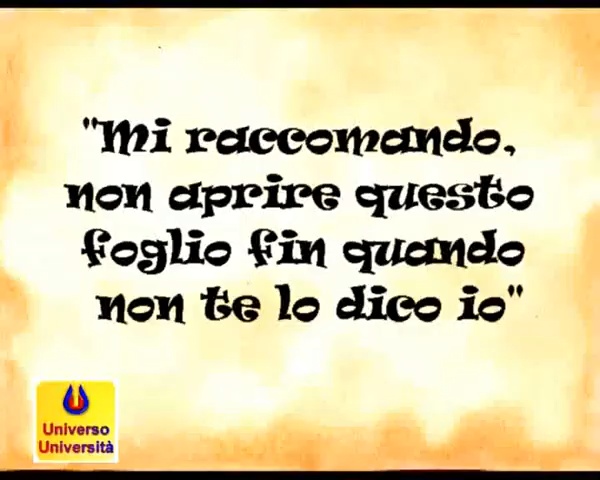 "Mi raccomando,
non aprire questo
foglio fin quando
non te lo dico io"
Universo
Università